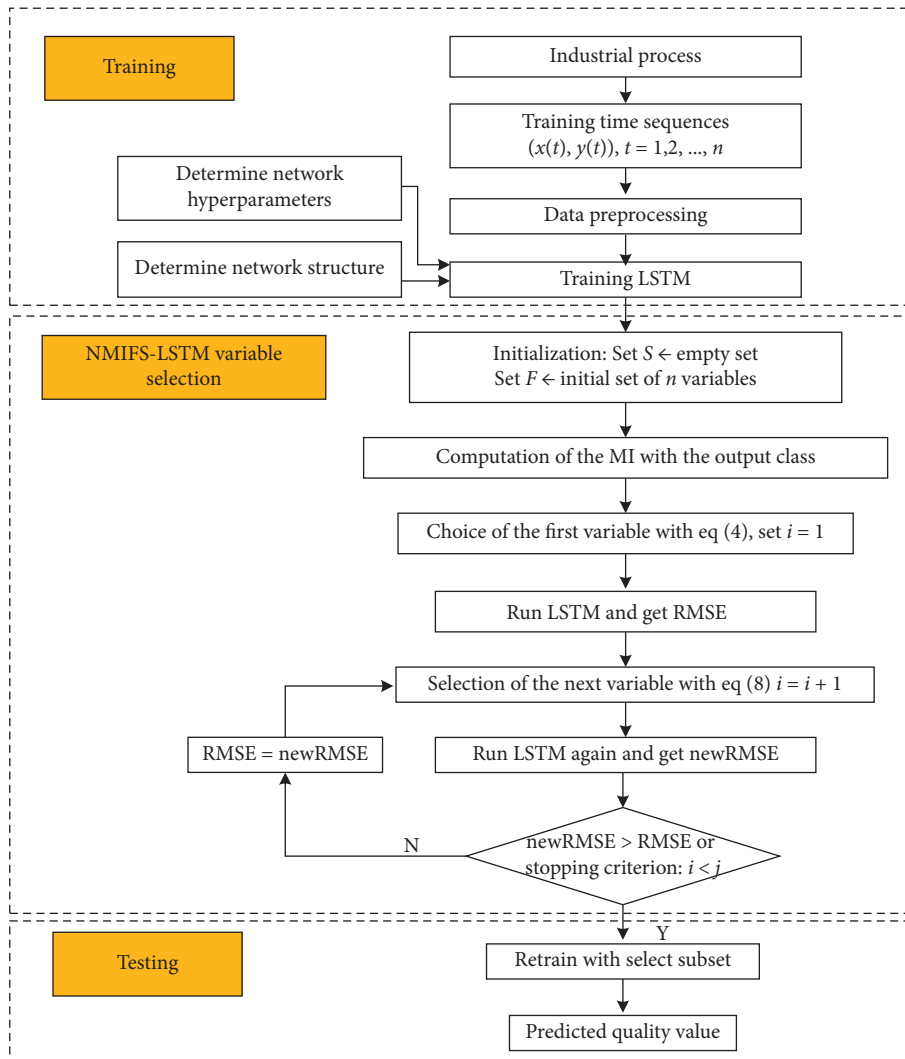 Training
Industrial process
Training time sequences
(x(t), y(t)), t = 1,2, ..., n
Determine network
hyperparameters
Data preprocessing
Determine network structure
Training LSTM
NMIFS-LSTM variable
selection
Initialization: Set S ← empty set
Set F ← initial set of n variables
Computation of the MI with the output class
Choice of the first variable with eq (4), set i = 1
Run LSTM and get RMSE
Selection of the next variable with eq (8) i = i + 1
RMSE = newRMSE
Run LSTM again and get newRMSE
N
newRMSE > RMSE or
stopping criterion: i < j
Y
Testing
Retrain with select subset
Predicted quality value